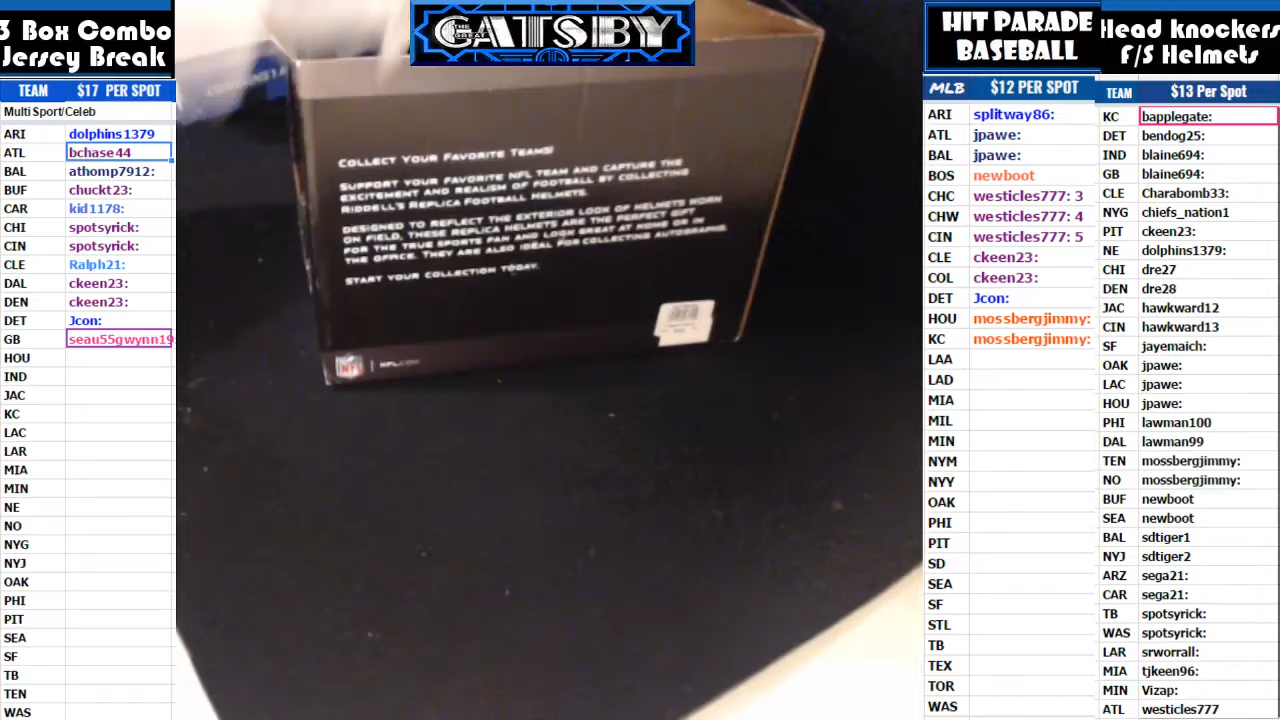 3 Box Combo
Jersey Break
TEAM $17 PER SPOT
Multi Sport/Celeb
ARI dolphins1379
ATL bchase44
BAL athomp7912:
BUF chuckt23:
CAR kid1178:
CHI spotsyrick:
CIN spotsyrick:
CLE Ralph21:
DAL ckeen23:
DEN ckeen23:
DET Jcon:
GB seau55gwynn19
HOU
IND
JAC
KC
LAC
LAR
MIA
MIN
NE
NO
NYG
NYJ
OAK
PHI
PIT
SEA
SF
TB
TEN
WAS
THE GREAT
GATSBY
COLLECT YOUR FAVORITE TEAMS!
SUPPORT YOUR FAVORITE NFL TEAM AND CAPTURE THE
EXCITEMENT AND REALISM OF FOOTBALL BY COLLECTING
RIDDELL'S REPLICA FOOTBALL HELMETS.
DESIGNED TO REFLECT THE EXTERIOR LOOK OF HELMETS WORN
ON FIELD, THESE REPLICA HELMETS ARE THE PERFECT GIFT
FOR THE TRUE SPORTS FAN AND LOOK GREAT AT HOME OR IN
THE OFFICE. THEY ARE ALSO IDEAL FOR COLLECTING AUTOGRAPHS.
START YOUR COLLECTION TODAY.
NFL | NFL.COM
HIT PARADE
BASEBALL
MLB $12 PER SPOT
ARI splitway86:
ATL jpawe:
BAL jpawe:
BOS newboot
CHC westicles777: 3
CHW westicles777: 4
CIN westicles777: 5
CLE ckeen23:
COL ckeen23:
DET Jcon:
HOU mossbergjimmy:
KC mossbergjimmy:
LAA
LAD
MIA
MIL
MIN
NYM
NYY
OAK
PHI
PIT
SD
SEA
SF
STL
TB
TEX
TOR
WAS
Head knockers
F/S Helmets
TEAM $13 Per Spot
KC bapplegate:
DET bendog25:
IND blaine694:
GB blaine694:
CLE Charabomb33:
NYG chiefs_nation1
PIT ckeen23:
NE dolphins1379:
CHI dre27
DEN dre28
JAC hawkward12
CIN hawkward13
SF jayemaich:
OAK jpawe:
LAC jpawe:
HOU jpawe:
PHI lawman100
DAL lawman99
TEN mossbergjimmy:
NO mossbergjimmy:
BUF newboot
SEA newboot
BAL sdtiger1
NYJ sdtiger2
ARZ sega21:
CAR sega21:
TB spotsyrick:
WAS spotsyrick:
LAR srworrall:
MIA tjkeen96:
MIN Vizap:
ATL westicles777